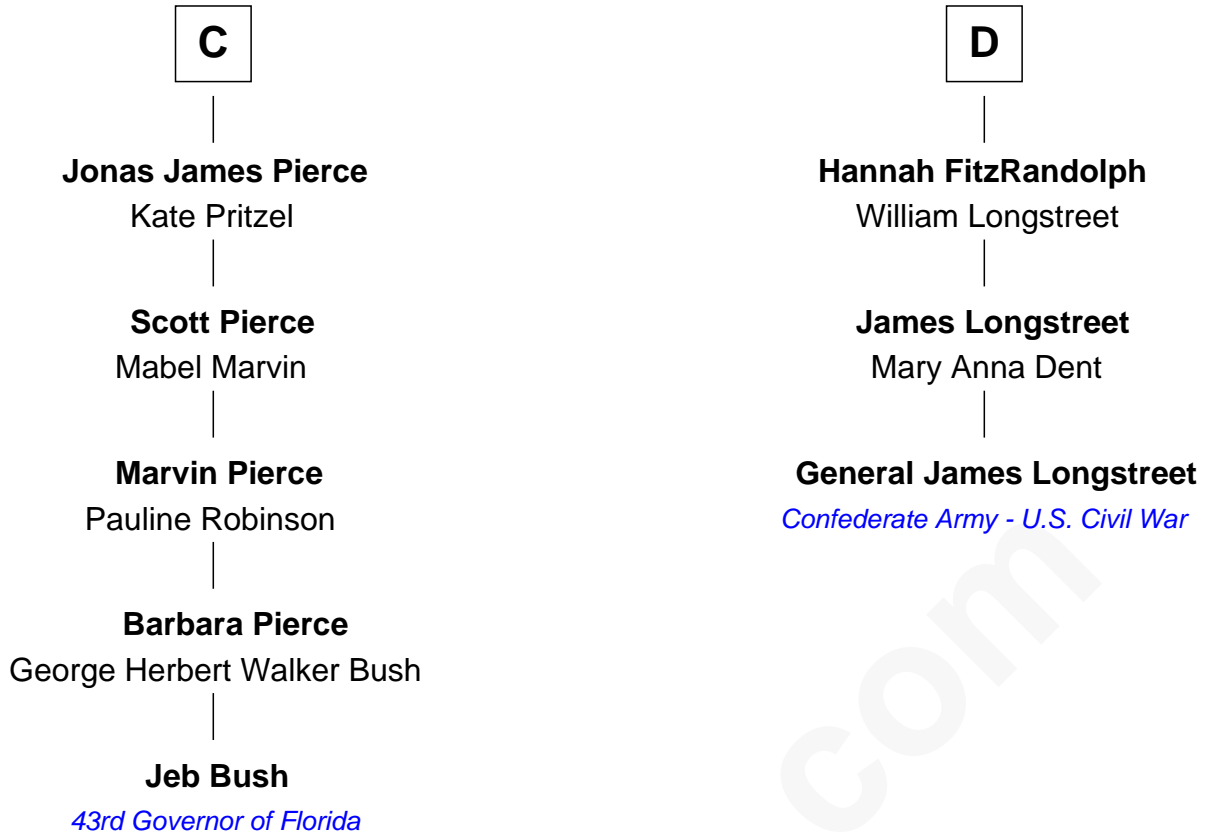 C
Jonas James Pierce
Kate Pritzel
Scott Pierce
Mabel Marvin
Marvin Pierce
Pauline Robinson
Barbara Pierce
George Herbert Walker Bush
Jeb Bush
43rd Governor of Florida
D
Hannah FitzRandolph
William Longstreet
James Longstreet
Mary Anna Dent
General James Longstreet
Confederate Army - U.S. Civil War
com